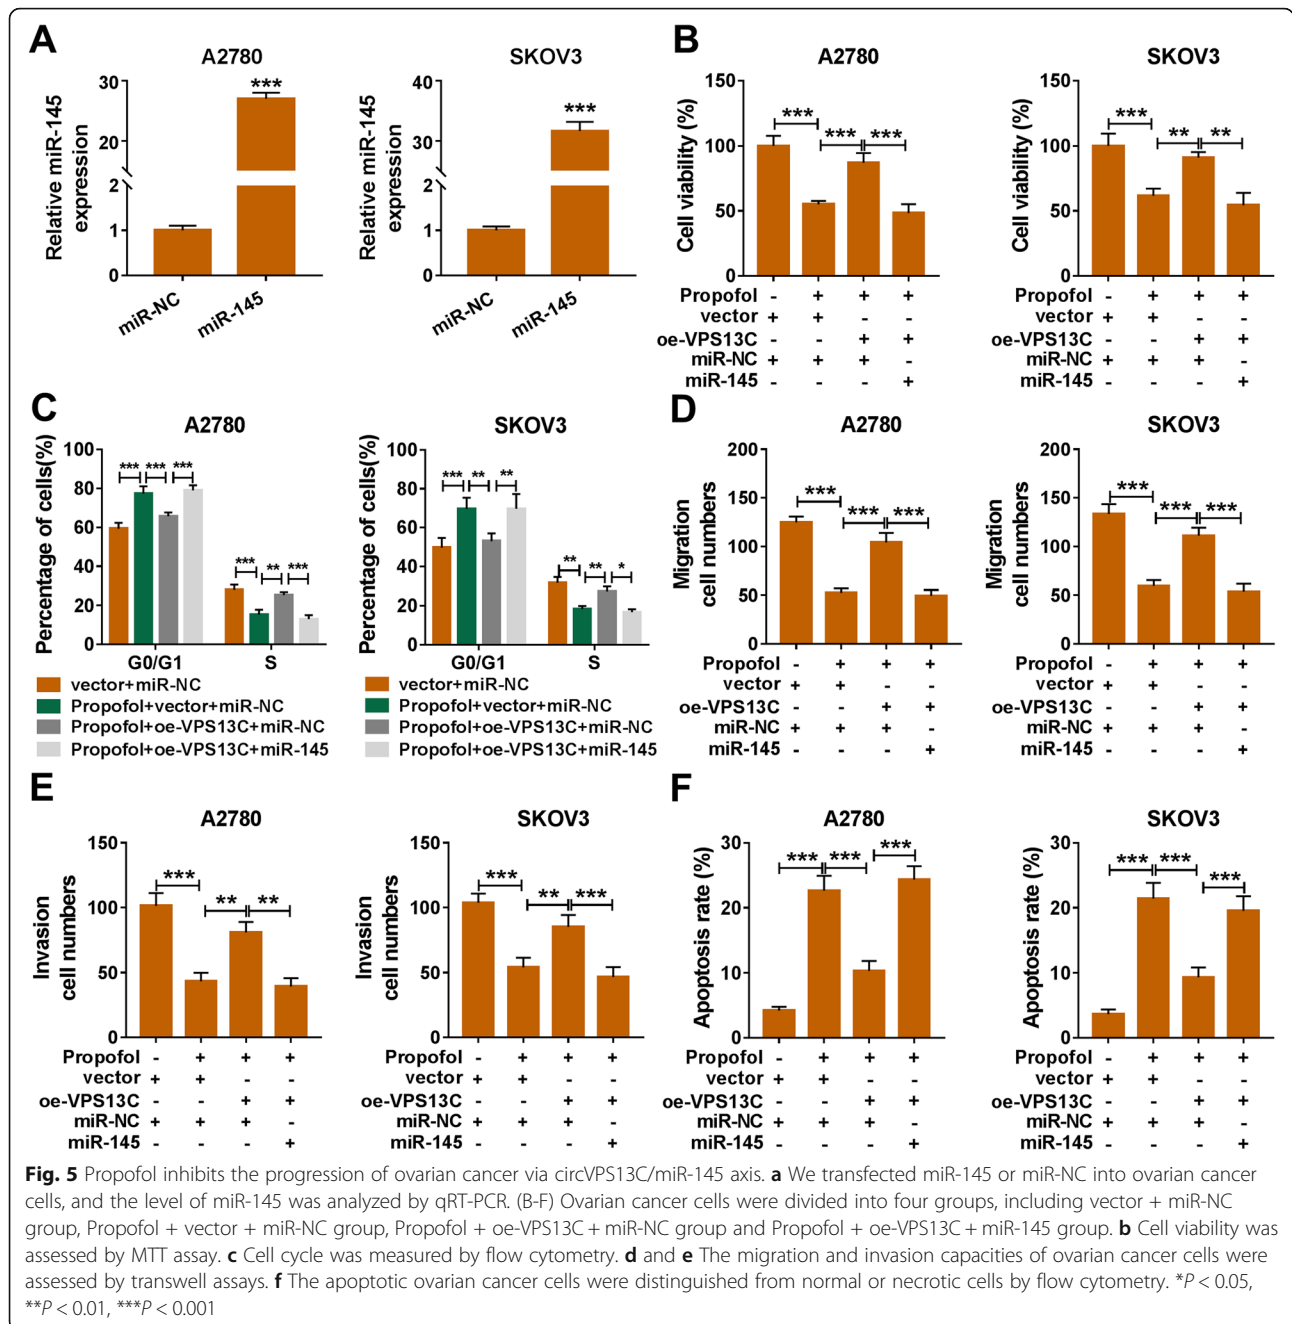 A
A2780
SKOV3
Relative miR-145
expression
30
20
2
1
0
***
miR-NC
miR-145
Relative miR-145
expression
40
30
2
1
0
***
miR-NC
miR-145
B
A2780
SKOV3
Cell viability (%)
150
100
50
0
*** *** ***
Propofol - + + +
vector + + - -
oe-VPS13C - - + +
miR-NC + + + -
miR-145 - - - +
Cell viability (%)
150
100
50
0
*** ** **
Propofol - + + +
+ + - -
oe-VPS13C - - + +
miR-NC + + + -
miR-145 - - - +
C
A2780
SKOV3
Percentage of cells(%)
100
80
60
40
20
0
*** *** ***
*** ** ***
G0/G1 S
vector+miR-NC
Propofol+vector+miR-NC
Propofol+oe-VPS13C+miR-NC
Propofol+oe-VPS13C+miR-145
Percentage of cells(%)
100
80
60
40
20
0
*** ** **
** ** *
G0/G1 S
vector+miR-NC
Propofol+vector+miR-NC
Propofol+oe-VPS13C+miR-NC
Propofol+oe-VPS13C+miR-145
D
A2780
SKOV3
Migration
cell numbers
200
150
100
50
0
*** *** ***
Propofol - + + +
vector + + - -
oe-VPS13C - - + +
miR-NC + + + -
miR-145 - - - +
Migration
cell numbers
200
150
100
50
0
*** *** ***
Propofol - + + +
vector + + - -
oe-VPS13C - - + +
miR-NC + + + -
miR-145 - - - +
E
A2780
SKOV3
Invasion
cell numbers
150
100
50
0
*** ** **
Propofol - + + +
vector + + - -
oe-VPS13C - - + +
miR-NC + + + -
miR-145 - - - +
Invasion
cell numbers
150
100
50
0
*** ** ***
Propofol - + + +
vector + + - -
oe-VPS13C - - + +
miR-NC + + + -
miR-145 - - - +
F
A2780
SKOV3
Apoptosis rate (%)
30
20
10
0
*** *** ***
Propofol - + + +
vector + + - -
oe-VPS13C - - + +
miR-NC + + + -
miR-145 - - - +
Apoptosis rate (%)
30
20
10
0
*** *** ***
Propofol - + + +
vector + + - -
oe-VPS13C - - + +
miR-NC + + + -
miR-145 - - - +
Fig. 5 Propofol inhibits the progression of ovarian cancer via circVPS13C/miR-145 axis. a We transfected miR-145 or miR-NC into ovarian cancer
cells, and the level of miR-145 was analyzed by qRT-PCR. (B-F) Ovarian cancer cells were divided into four groups, including vector + miR-NC
group, Propofol + vector + miR-NC group, Propofol + oe-VPS13C + miR-NC group and Propofol + oe-VPS13C + miR-145 group. b Cell viability was
assessed by MTT assay. c Cell cycle was measured by flow cytometry. d and e The migration and invasion capacities of ovarian cancer cells were
assessed by transwell assays. f The apoptotic ovarian cancer cells were distinguished from normal or necrotic cells by flow cytometry. *P < 0.05,
**P < 0.01, ***P < 0.001